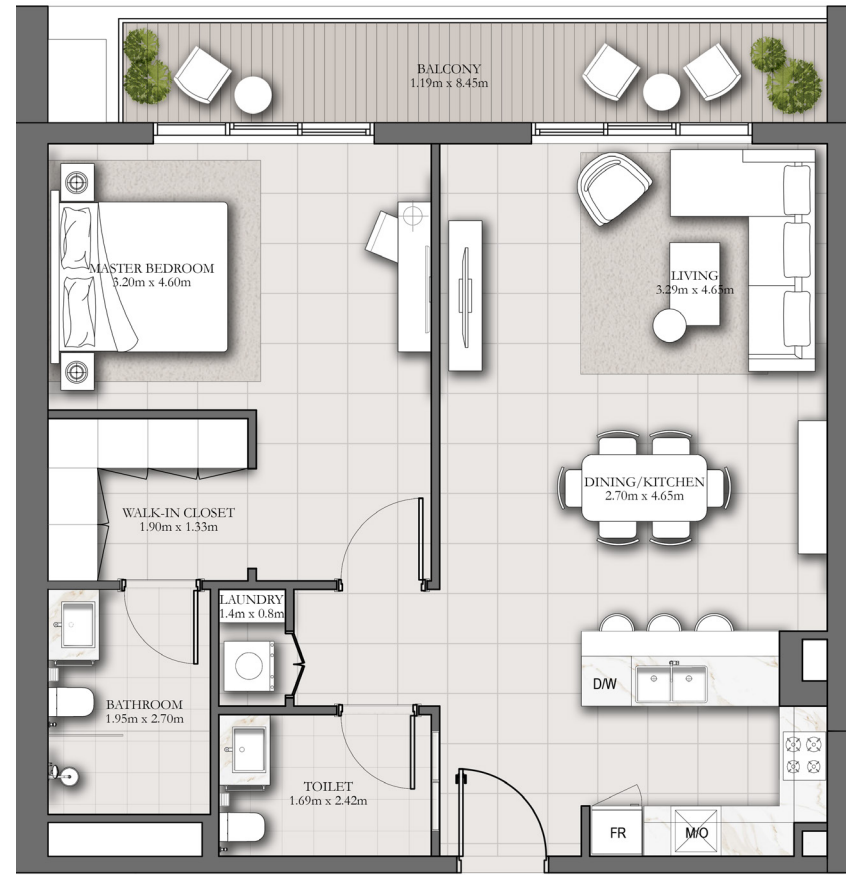 BALCONY
1.19m x 8.45m
MASTER BEDROOM
3.20m x 4.60m
LIVING
3.29m x 4.65m
DINING/KITCHEN
2.70m x 4.65m
WALK-IN CLOSET
1.90m x 1.33m
LAUNDRY
1.4m x 0.8m
D/W
BATHROOM
1.95m x 2.70m
TOILET
1.69m x 2.42m
FR
M/O